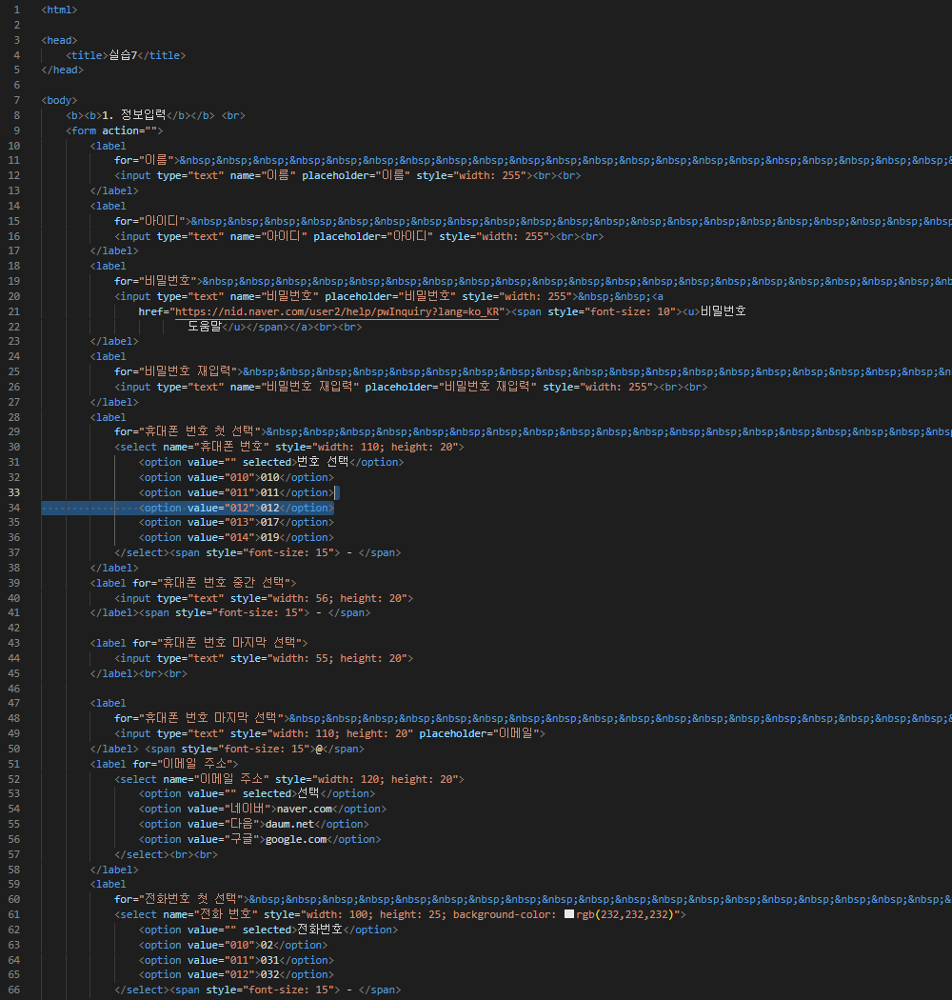 1 <html>
2
3 <head>
4 <title>실습7</title>
5 </head>
6
7 <body>
8 <b><b>1. 정보입력</b></b> <br>
9 <form action="">
10 <label
11 for="이름">&nbsp;&nbsp;&nbsp;&nbsp;&nbsp;&nbsp;&nbsp;&nbsp;&nbsp;&nbsp;&nbsp;&nbsp;&nbsp;&nbsp;&nbsp;&nbsp;&nbsp;&nbsp;&nbsp;&nbsp;&nbsp;&
12 <input type="text" name="이름" placeholder="이름" style="width: 255"><br><br>
13 </label>
14 <label
15 for="아이디">&nbsp;&nbsp;&nbsp;&nbsp;&nbsp;&nbsp;&nbsp;&nbsp;&nbsp;&nbsp;&nbsp;&nbsp;&nbsp;&nbsp;&nbsp;&nbsp;&nbsp;&nbsp;&nbsp;&nbsp;&nbsp
16 <input type="text" name="아이디" placeholder="아이디" style="width: 255"><br><br>
17 </label>
18 <label
19 for="비밀번호">&nbsp;&nbsp;&nbsp;&nbsp;&nbsp;&nbsp;&nbsp;&nbsp;&nbsp;&nbsp;&nbsp;&nbsp;&nbsp;&nbsp;&nbsp;&nbsp;&nbsp;&nbsp;&nbsp;&nbsp;&nb
20 <input type="text" name="비밀번호" placeholder="비밀번호" style="width: 255">&nbsp;&nbsp;<a
21 href="https://nid.naver.com/user2/help/pwInquiry?lang=ko_KR"><span style="font-size: 10"><u>비밀번호
22 도움말</u></span></a><br><br>
23 </label>
24 <label
25 for="비밀번호 재입력">&nbsp;&nbsp;&nbsp;&nbsp;&nbsp;&nbsp;&nbsp;&nbsp;&nbsp;&nbsp;&nbsp;&nbsp;&nbsp;&nbsp;&nbsp;&nbsp;&nbsp;&nbsp;&nbsp;&n
26 <input type="text" name="비밀번호 재입력" placeholder="비밀번호 재입력" style="width: 255"><br><br>
27 </label>
28 <label
29 for="휴대폰 번호 첫 선택">&nbsp;&nbsp;&nbsp;&nbsp;&nbsp;&nbsp;&nbsp;&nbsp;&nbsp;&nbsp;&nbsp;&nbsp;&nbsp;&nbsp;&nbsp;&nbsp;&nbsp;&nbsp;&nbs
30 <select name="휴대폰 번호" style="width: 110; height: 20">
31 <option value="" selected>번호 선택</option>
32 <option value="010">010</option>
33 <option value="011">011</option>
34 <option value="012">012</option>
35 <option value="013">017</option>
36 <option value="014">019</option>
37 </select><span style="font-size: 15"> - </span>
38 </label>
39 <label for="휴대폰 번호 중간 선택">
40 <input type="text" style="width: 56; height: 20">
41 </label><span style="font-size: 15"> - </span>
42
43 <label for="휴대폰 번호 마지막 선택">
44 <input type="text" style="width: 55; height: 20">
45 </label><br><br>
46
47 <label
48 for="휴대폰 번호 마지막 선택">&nbsp;&nbsp;&nbsp;&nbsp;&nbsp;&nbsp;&nbsp;&nbsp;&nbsp;&nbsp;&nbsp;&nbsp;&nbsp;&nbsp;&nbsp;&nbsp;&nbsp;&nbsp;&
49 <input type="text" style="width: 110; height: 20" placeholder="이메일">
50 </label> <span style="font-size: 15">@</span>
51 <label for="이메일 주소">
52 <select name="이메일 주소" style="width: 120; height: 20">
53 <option value="" selected>선택</option>
54 <option value="네이버">naver.com</option>
55 <option value="다음">daum.net</option>
56 <option value="구글">google.com</option>
57 </select><br><br>
58 </label>
59 <label
60 for="전화번호 첫 선택">&nbsp;&nbsp;&nbsp;&nbsp;&nbsp;&nbsp;&nbsp;&nbsp;&nbsp;&nbsp;&nbsp;&nbsp;&nbsp;&nbsp;&nbsp;&nbsp;&nbsp;&nbsp;&nbsp;&
61 <select name="전화 번호" style="width: 100; height: 25; background-color: rgb(232,232,232)">
62 <option value="" selected>전화번호</option>
63 <option value="010">02</option>
64 <option value="011">031</option>
65 <option value="012">032</option>
66 </select><span style="font-size: 15"> - </span>